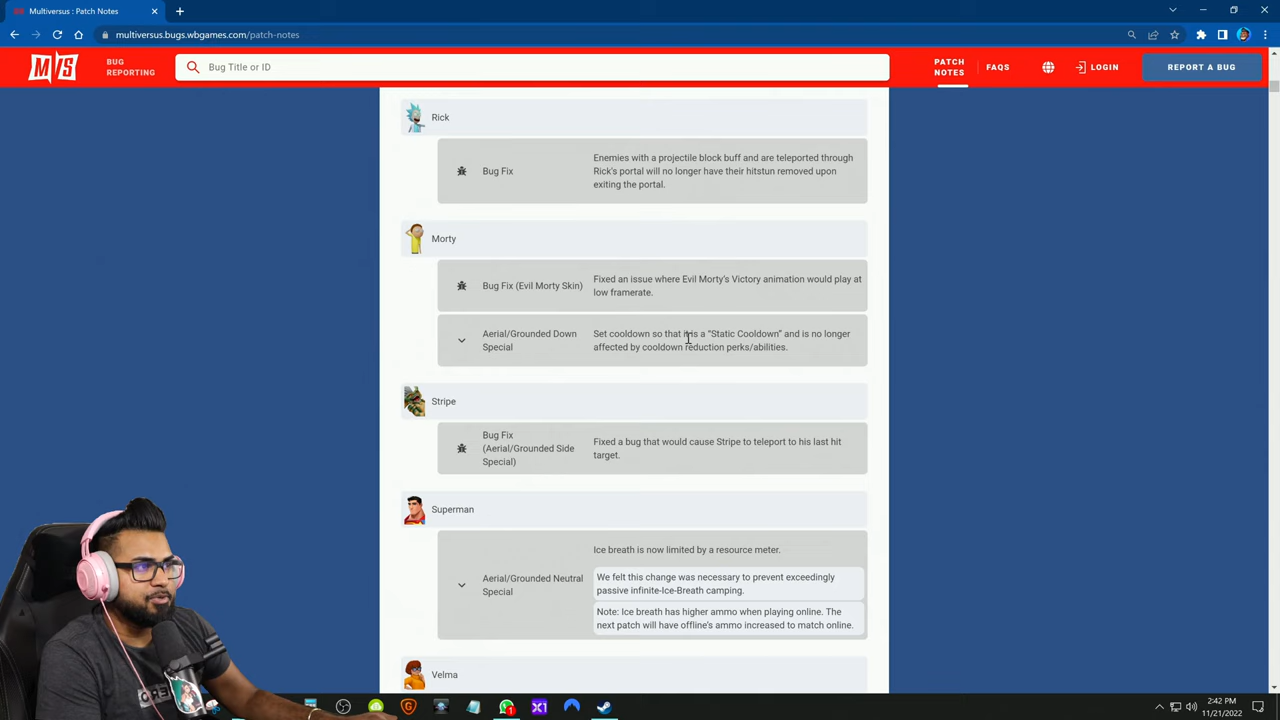 Multiversus : Patch Notes
multiversus.bugs.wbgames.com/patch-notes
M/S
BUG
REPORTING
Bug Title or ID
PATCH
NOTES
FAQS
LOGIN
REPORT A BUG
Rick
Bug Fix
Enemies with a projectile block buff and are teleported through
Rick's portal will no longer have their hitstun removed upon
exiting the portal.
Morty
Bug Fix (Evil Morty Skin)
Fixed an issue where Evil Morty's Victory animation would play at
low framerate.
Aerial/Grounded Down
Special
Set cooldown so that it is a “Static Cooldown” and is no longer
affected by cooldown reduction perks/abilities.
Stripe
Bug Fix
(Aerial/Grounded Side
Special)
Fixed a bug that would cause Stripe to teleport to his last hit
target.
Superman
Aerial/Grounded Neutral
Special
Ice breath is now limited by a resource meter.
We felt this change was necessary to prevent exceedingly
passive infinite-Ice-Breath camping.
Note: Ice breath has higher ammo when playing online. The
next patch will have offline's ammo increased to match online.
Velma
1
X1
2:42 PM
11/21/2022